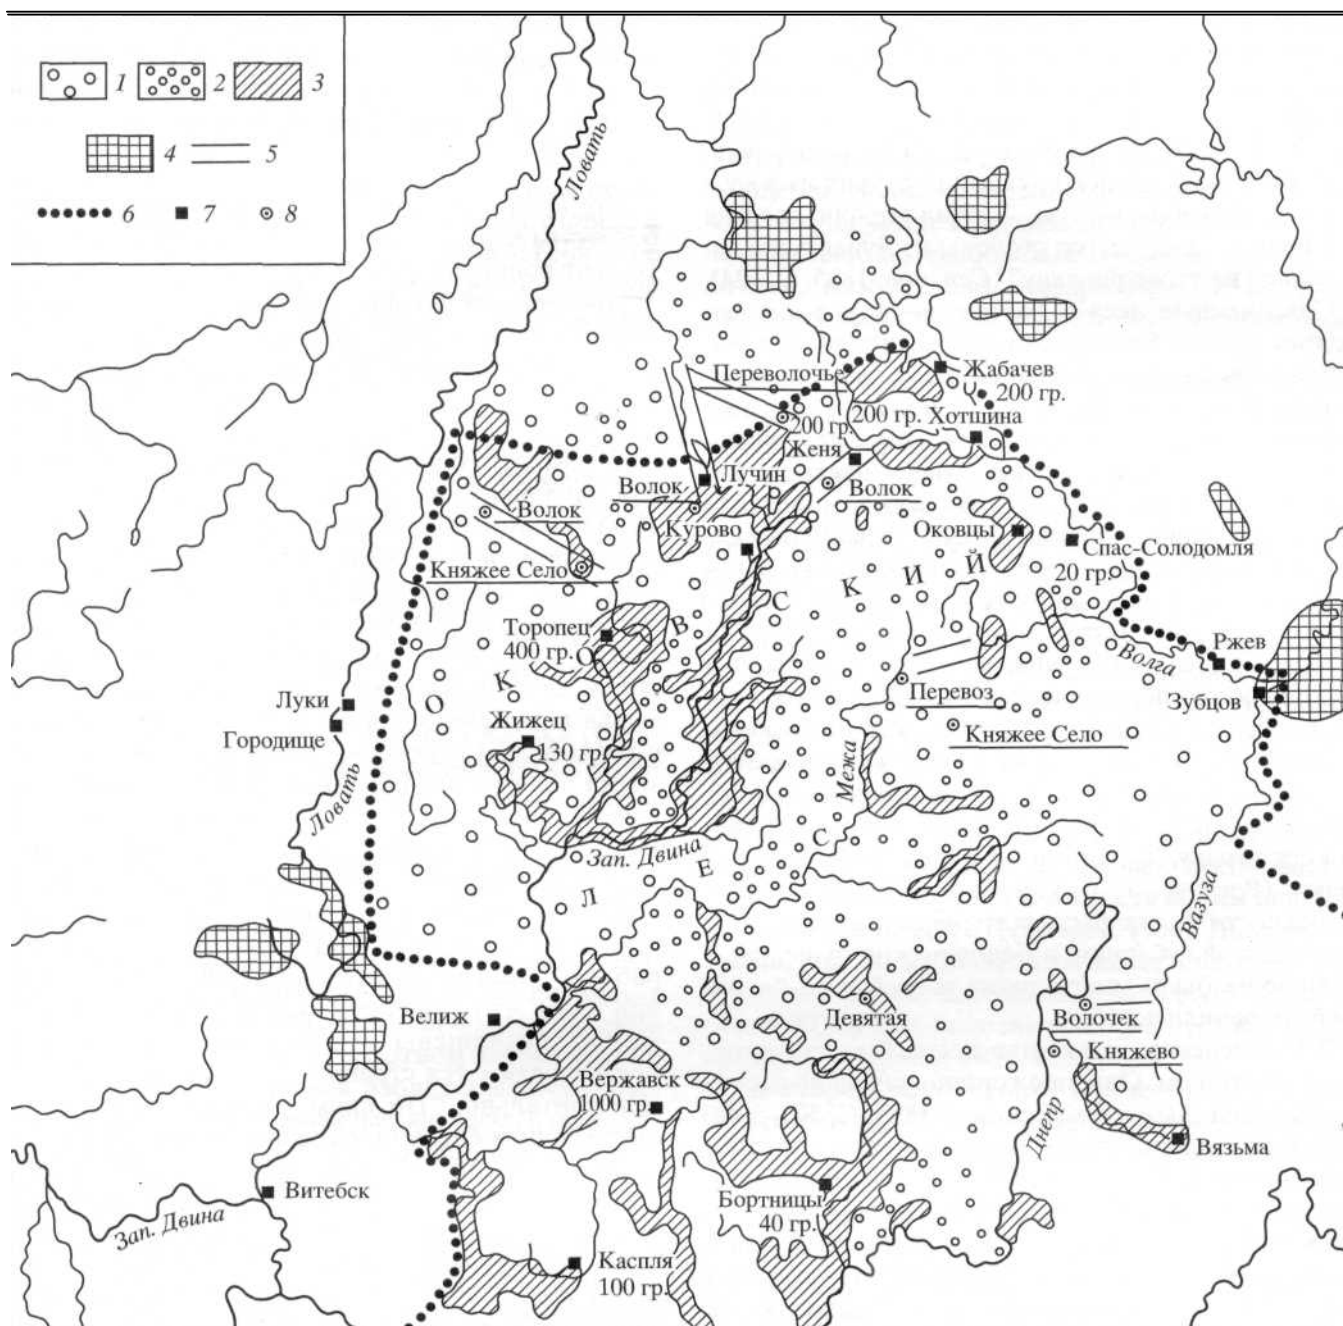 1 2 3
4 5
6 7 8
Ловать
Переволочье
Жабачев
200 гр.
200 гр.
200 гр.
Хотшина
Женя
Лучин
Волок
Волок
Волок
Курово
Оковцы
Спас-Солодомля
20 гр.
Княжее Село
Торопец
400 гр.
ОКОВСКИЙ
ЛЕС
Волга
Ржев
Зубцов
Перевоз
Луки
Городище
Жижец
130 гр.
Княжее Село
Межа
Ловать
Зап. Двина
Вазуза
Велиж
Девятая
Волочек
Княжево
Вержавск
1000 гр.
Днепр
Вязьма
Витебск
Бортницы
40 гр.
Зап. Двина
Каспля
100 гр.